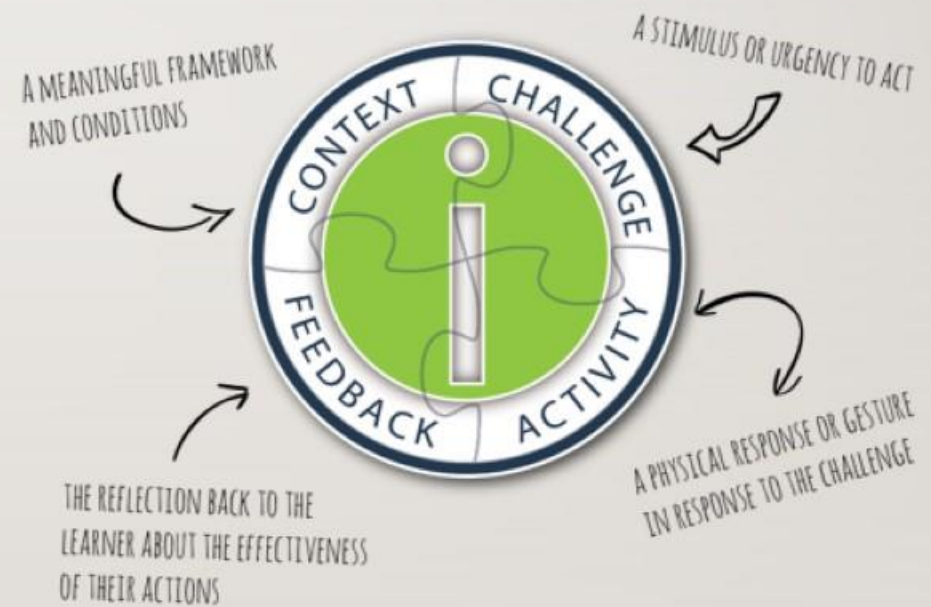 A MEANINGFUL FRAMEWORK
AND CONDITIONS
A STIMULUS OR URGENCY TO ACT
CONTEXT
CHALLENGE
i
FEEDBACK
ACTIVITY
THE REFLECTION BACK TO THE
LEARNER ABOUT THE EFFECTIVENESS
OF THEIR ACTIONS
A PHYSICAL RESPONSE OR GESTURE
IN RESPONSE TO THE CHALLENGE